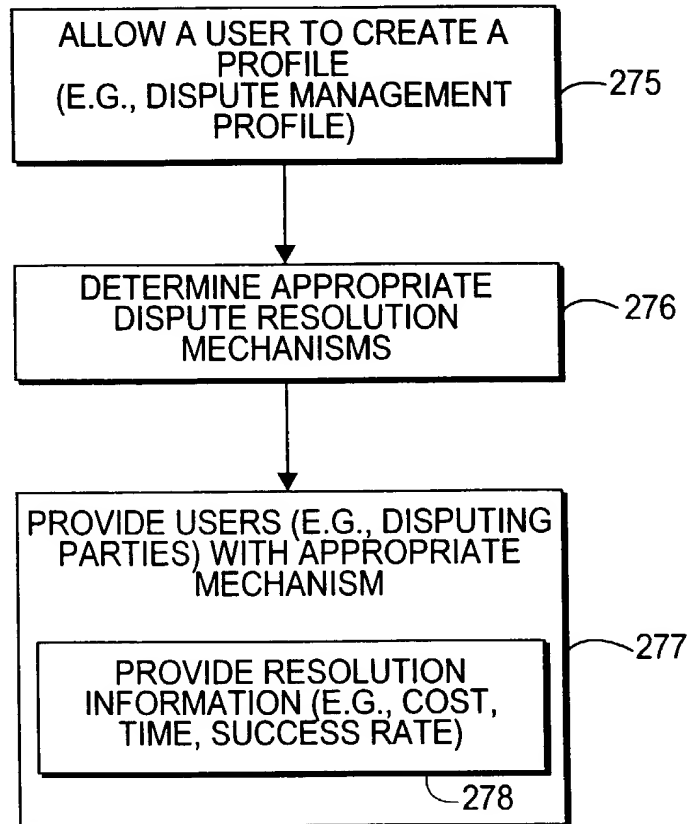 ALLOW A USER TO CREATE A
PROFILE
(E.G., DISPUTE MANAGEMENT
PROFILE)
275
DETERMINE APPROPRIATE
DISPUTE RESOLUTION
MECHANISMS
276
PROVIDE USERS (E.G., DISPUTING
PARTIES) WITH APPROPRIATE
MECHANISM
277
PROVIDE RESOLUTION
INFORMATION (E.G., COST,
TIME, SUCCESS RATE)
278